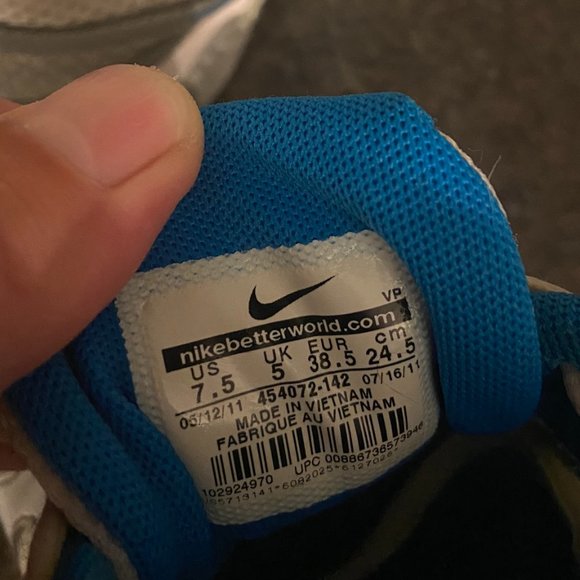 VP
nikebetterworld.com
US UK EUR cm
7.5 5 38.5 24.5
05/12/11 454072-142 07/16/11
MADE IN VIETNAM
FABRIQUE AU VIETNAM
UPC 00886736573946
102924970